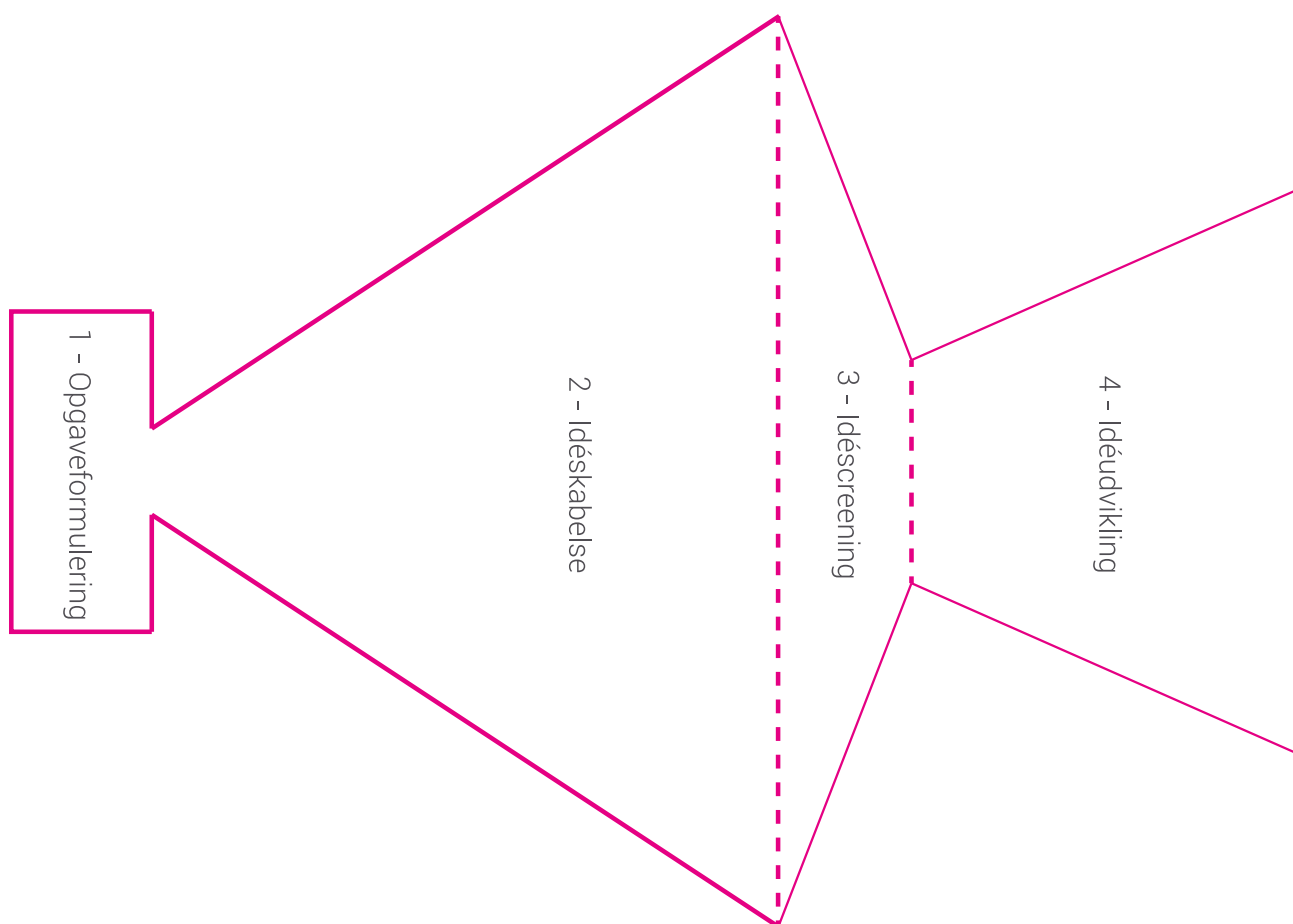 1 - Opgaveformulering
2 - Idéskabelse
3 - Idéscreening
4 - Idéudvikling